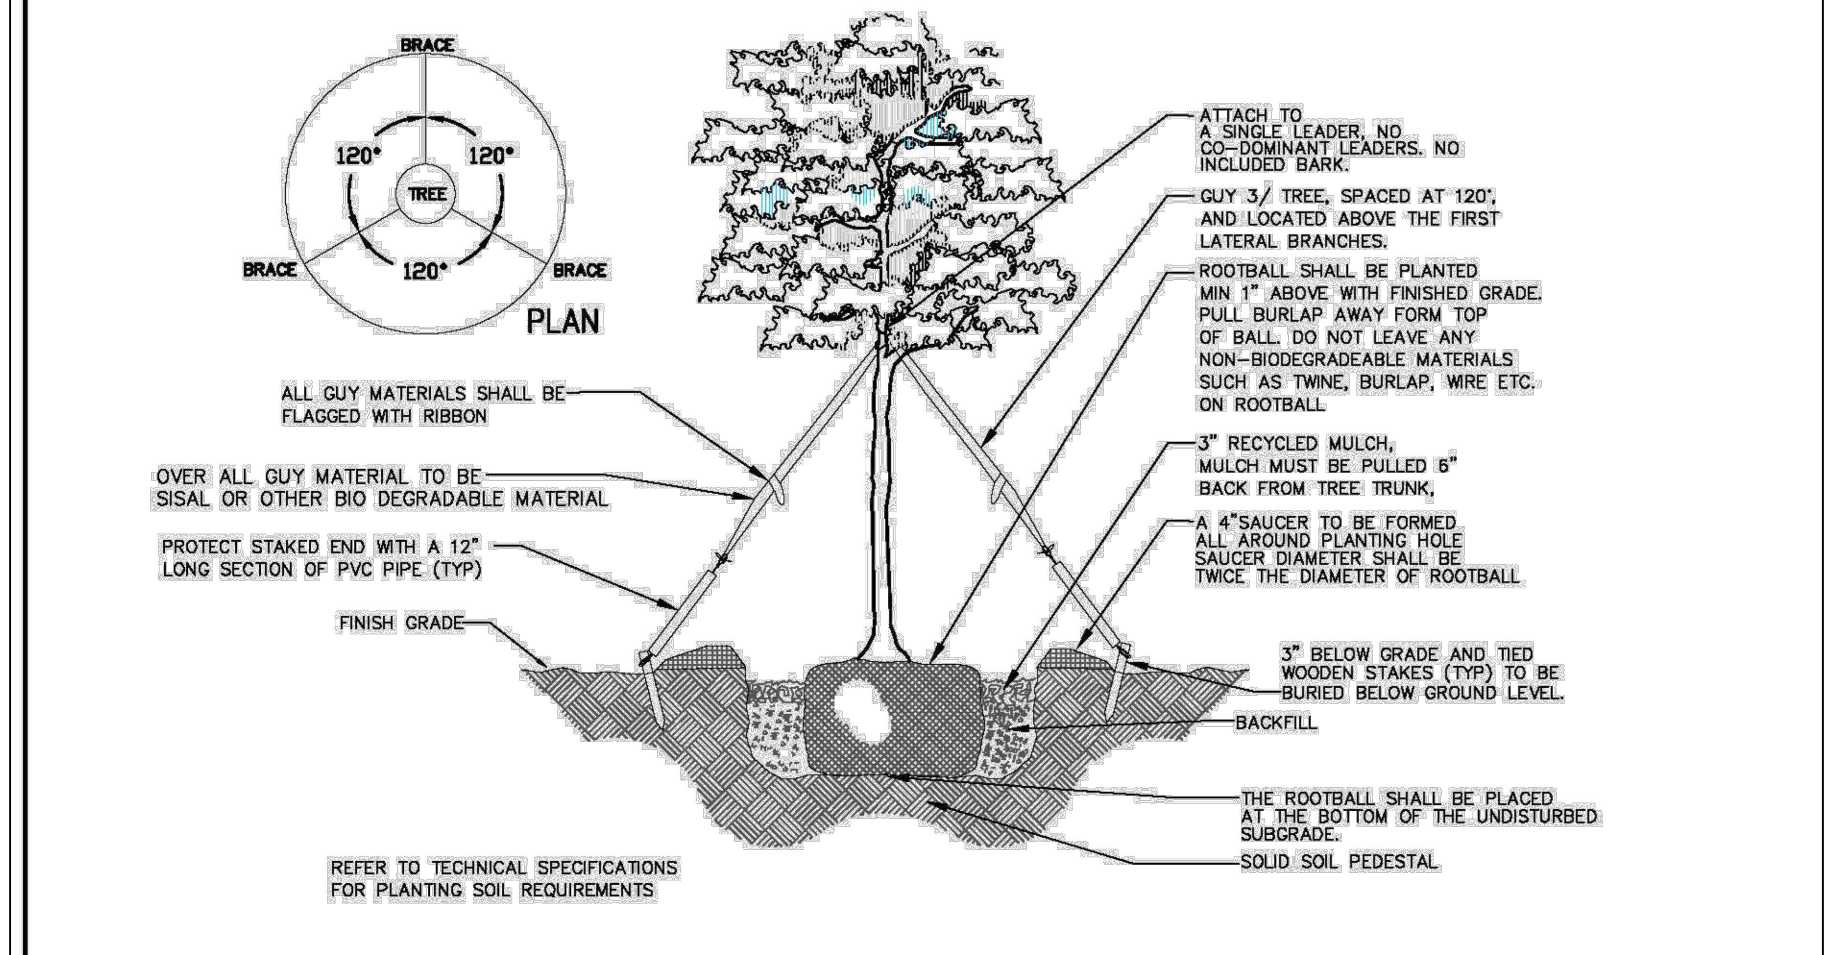 BRACE
120°
120°
TREE
BRACE
120°
BRACE
PLAN
ALL GUY MATERIALS SHALL BE
FLAGGED WITH RIBBON
OVER ALL GUY MATERIAL TO BE
SISAL OR OTHER BIO DEGRADABLE MATERIAL
PROTECT STAKED END WITH A 12"
LONG SECTION OF PVC PIPE (TYP)
FINISH GRADE
ATTACH TO
A SINGLE LEADER, NO
CO-DOMINANT LEADERS. NO
INCLUDED BARK.
GUY 3/ TREE, SPACED AT 120°,
AND LOCATED ABOVE THE FIRST
LATERAL BRANCHES.
ROOTBALL SHALL BE PLANTED
MIN 1" ABOVE WITH FINISHED GRADE.
PULL BURLAP AWAY FORM TOP
OF BALL. DO NOT LEAVE ANY
NON-BIODEGRADEABLE MATERIALS
SUCH AS TWINE, BURLAP, WIRE ETC.
ON ROOTBALL
3" RECYCLED MULCH,
MULCH MUST BE PULLED 6"
BACK FROM TREE TRUNK,
A 4"SAUCER TO BE FORMED
ALL AROUND PLANTING HOLE
SAUCER DIAMETER SHALL BE
TWICE THE DIAMETER OF ROOTBALL
3" BELOW GRADE AND TIED
WOODEN STAKES (TYP) TO BE
BURIED BELOW GROUND LEVEL.
BACKFILL
THE ROOTBALL SHALL BE PLACED
AT THE BOTTOM OF THE UNDISTURBED
SUBGRADE.
SOLID SOIL PEDESTAL
REFER TO TECHNICAL SPECIFICATIONS
FOR PLANTING SOIL REQUIREMENTS